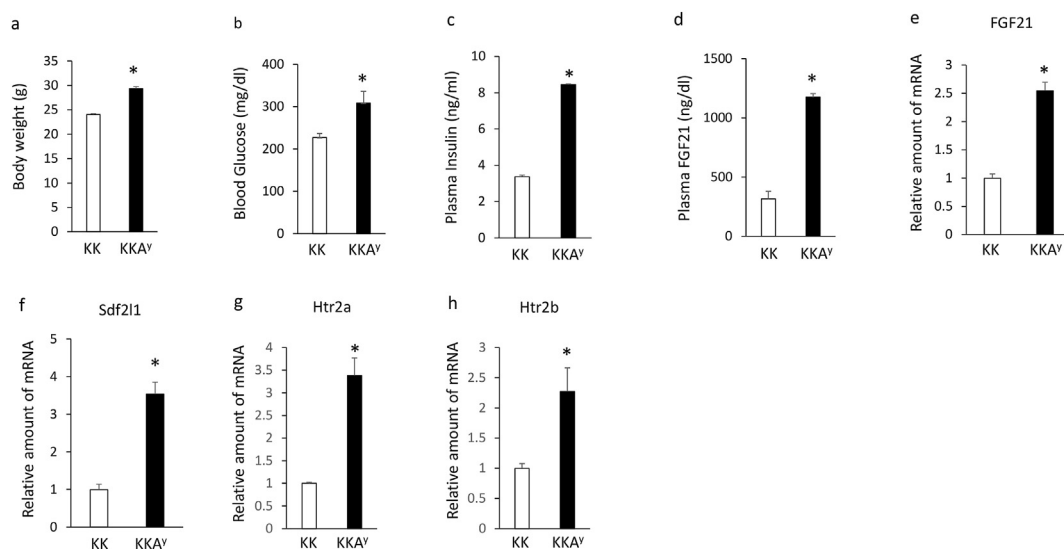 a
Body weight (g)
35
30
25
20
15
10
5
0
KK KKAʸ
*
b
Blood Glucose (mg/dl)
400
300
200
100
0
KK KKAʸ
*
c
Plasma Insulin (ng/ml)
10
8
6
4
2
0
KK KKAʸ
*
d
Plasma FGF21 (ng/dl)
1500
1000
500
0
KK KKAʸ
*
e
FGF21
Relative amount of mRNA
3
2.5
2
1.5
1
0.5
0
KK KKAʸ
*
f
Sdf2l1
Relative amount of mRNA
5
4
3
2
1
0
KK KKAʸ
*
g
Htr2a
Relative amount of mRNA
4
3.5
3
2.5
2
1.5
1
0.5
0
KK KKAʸ
*
h
Htr2b
Relative amount of mRNA
3
2.5
2
1.5
1
0.5
0
KK KKAʸ
*